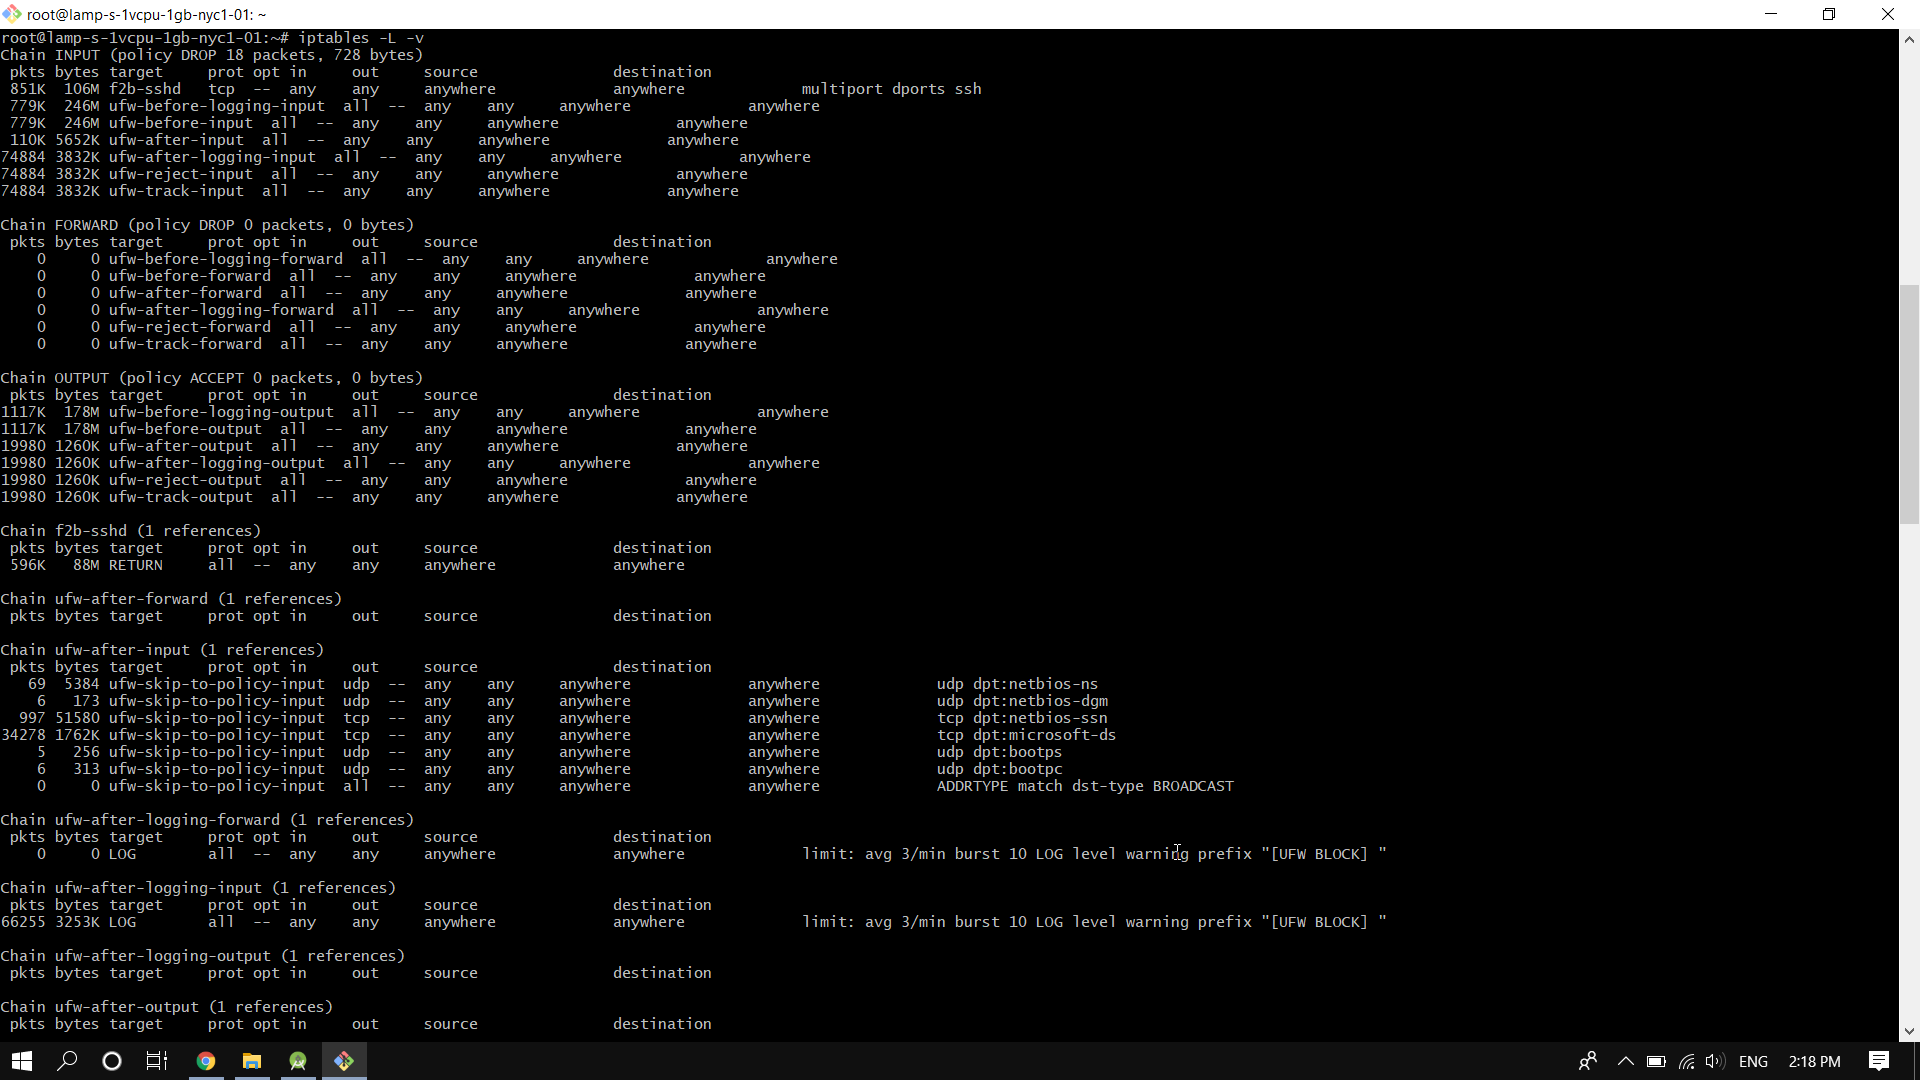 root@lamp-s-1vcpu-1gb-nyc1-01: ~
root@lamp-s-1vcpu-1gb-nyc1-01:~# iptables -L -v
Chain INPUT (policy DROP 18 packets, 728 bytes)
 pkts bytes target     prot opt in     out     source               destination
 851K  106M f2b-sshd   tcp  --  any    any     anywhere             anywhere             multiport dports ssh
 779K  246M ufw-before-logging-input  all  --  any    any     anywhere             anywhere
 779K  246M ufw-before-input  all  --  any    any     anywhere             anywhere
 110K 5652K ufw-after-input  all  --  any    any     anywhere             anywhere
74884 3832K ufw-after-logging-input  all  --  any    any     anywhere             anywhere
74884 3832K ufw-reject-input  all  --  any    any     anywhere             anywhere
74884 3832K ufw-track-input  all  --  any    any     anywhere             anywhere
Chain FORWARD (policy DROP 0 packets, 0 bytes)
 pkts bytes target     prot opt in     out     source               destination
    0     0 ufw-before-logging-forward  all  --  any    any     anywhere             anywhere
    0     0 ufw-before-forward  all  --  any    any     anywhere             anywhere
    0     0 ufw-after-forward  all  --  any    any     anywhere             anywhere
    0     0 ufw-after-logging-forward  all  --  any    any     anywhere             anywhere
    0     0 ufw-reject-forward  all  --  any    any     anywhere             anywhere
    0     0 ufw-track-forward  all  --  any    any     anywhere             anywhere
Chain OUTPUT (policy ACCEPT 0 packets, 0 bytes)
 pkts bytes target     prot opt in     out     source               destination
1117K  178M ufw-before-logging-output  all  --  any    any     anywhere             anywhere
1117K  178M ufw-before-output  all  --  any    any     anywhere             anywhere
19980 1260K ufw-after-output  all  --  any    any     anywhere             anywhere
19980 1260K ufw-after-logging-output  all  --  any    any     anywhere             anywhere
19980 1260K ufw-reject-output  all  --  any    any     anywhere             anywhere
19980 1260K ufw-track-output  all  --  any    any     anywhere             anywhere
Chain f2b-sshd (1 references)
 pkts bytes target     prot opt in     out     source               destination
 596K   88M RETURN     all  --  any    any     anywhere             anywhere
Chain ufw-after-forward (1 references)
 pkts bytes target     prot opt in     out     source               destination
Chain ufw-after-input (1 references)
 pkts bytes target     prot opt in     out     source               destination
   69  5384 ufw-skip-to-policy-input  udp  --  any    any     anywhere             anywhere             udp dpt:netbios-ns
    6   173 ufw-skip-to-policy-input  udp  --  any    any     anywhere             anywhere             udp dpt:netbios-dgm
  997 51580 ufw-skip-to-policy-input  tcp  --  any    any     anywhere             anywhere             tcp dpt:netbios-ssn
34278 1762K ufw-skip-to-policy-input  tcp  --  any    any     anywhere             anywhere             tcp dpt:microsoft-ds
    5   256 ufw-skip-to-policy-input  udp  --  any    any     anywhere             anywhere             udp dpt:bootps
    6   313 ufw-skip-to-policy-input  udp  --  any    any     anywhere             anywhere             udp dpt:bootpc
    0     0 ufw-skip-to-policy-input  all  --  any    any     anywhere             anywhere             ADDRTYPE match dst-type BROADCAST
Chain ufw-after-logging-forward (1 references)
 pkts bytes target     prot opt in     out     source               destination
    0     0 LOG        all  --  any    any     anywhere             anywhere             limit: avg 3/min burst 10 LOG level warning prefix "[UFW BLOCK] "
Chain ufw-after-logging-input (1 references)
 pkts bytes target     prot opt in     out     source               destination
66255 3253K LOG        all  --  any    any     anywhere             anywhere             limit: avg 3/min burst 10 LOG level warning prefix "[UFW BLOCK] "
Chain ufw-after-logging-output (1 references)
 pkts bytes target     prot opt in     out     source               destination
Chain ufw-after-output (1 references)
 pkts bytes target     prot opt in     out     source               destination
ENG 2:18 PM